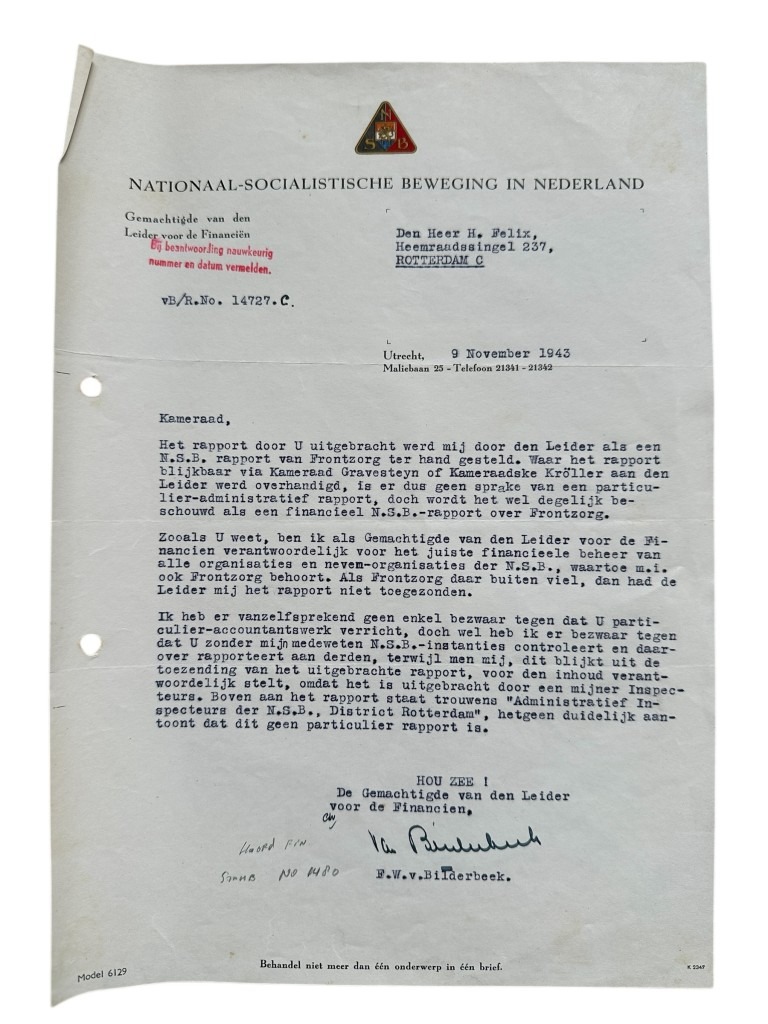 N
S B
NATIONAAL-SOCIALISTISCHE BEWEGING IN NEDERLAND
Gemachtigde van den
Leider voor de Financiën
Bij beantwoording nauwkeurig
nummer en datum vermelden.
Den Heer H. Felix,
Heemraadssingel 237,
ROTTERDAM C
vB/R.No. 14727.C.
Utrecht, 9 November 1943
Maliebaan 25 - Telefoon 21341 - 21342
Kameraad,
Het rapport door U uitgebracht werd mij door den Leider als een
N.S.B. rapport van Frontzorg ter hand gesteld. Waar het rapport
blijkbaar via Kameraad Gravesteyn of Kameraadske Kröller aan den
Leider werd overhandigd, is er dus geen sprake van een particu-
lier-administratief rapport, doch wordt het wel degelijk be-
schouwd als een financieel N.S.B.-rapport over Frontzorg.
Zooals U weet, ben ik als Gemachtigde van den Leider voor de Fi-
nancien verantwoordelijk voor het juiste financieele beheer van
alle organisaties en nevem-organisaties der N.S.B., waartoe m.i.
ook Frontzorg behoort. Als Frontzorg daar buiten viel, dan had de
Leider mij het rapport niet toegezonden.
Ik heb er vanzelfsprekend geen enkel bezwaar tegen dat U parti-
culier-accountantswerk verricht, doch wel heb ik er bezwaar tegen
dat U zonder mijn medeweten N.S.B.-instanties controleert en daar-
over rapporteert aan derden, terwijl men mij, dit blijkt uit de
toezending van het uitgebrachte rapport, voor den inhoud verant-
woordelijk stelt, omdat het is uitgebracht door een mijner Inspec-
teurs. Boven aan het rapport staat trouwens "Administratief In-
specteurs der N.S.B., District Rotterdam", hetgeen duidelijk aan-
toont dat dit geen particulier rapport is.
HOU ZEE !
De Gemachtigde van den Leider
voor de Financien,
Van Bilderbeek
HOOFD FIN
STAMB NO 1480
F.W.v.Bilderbeek.
Behandel niet meer dan één onderwerp in één brief.
Model 6129
K 2347